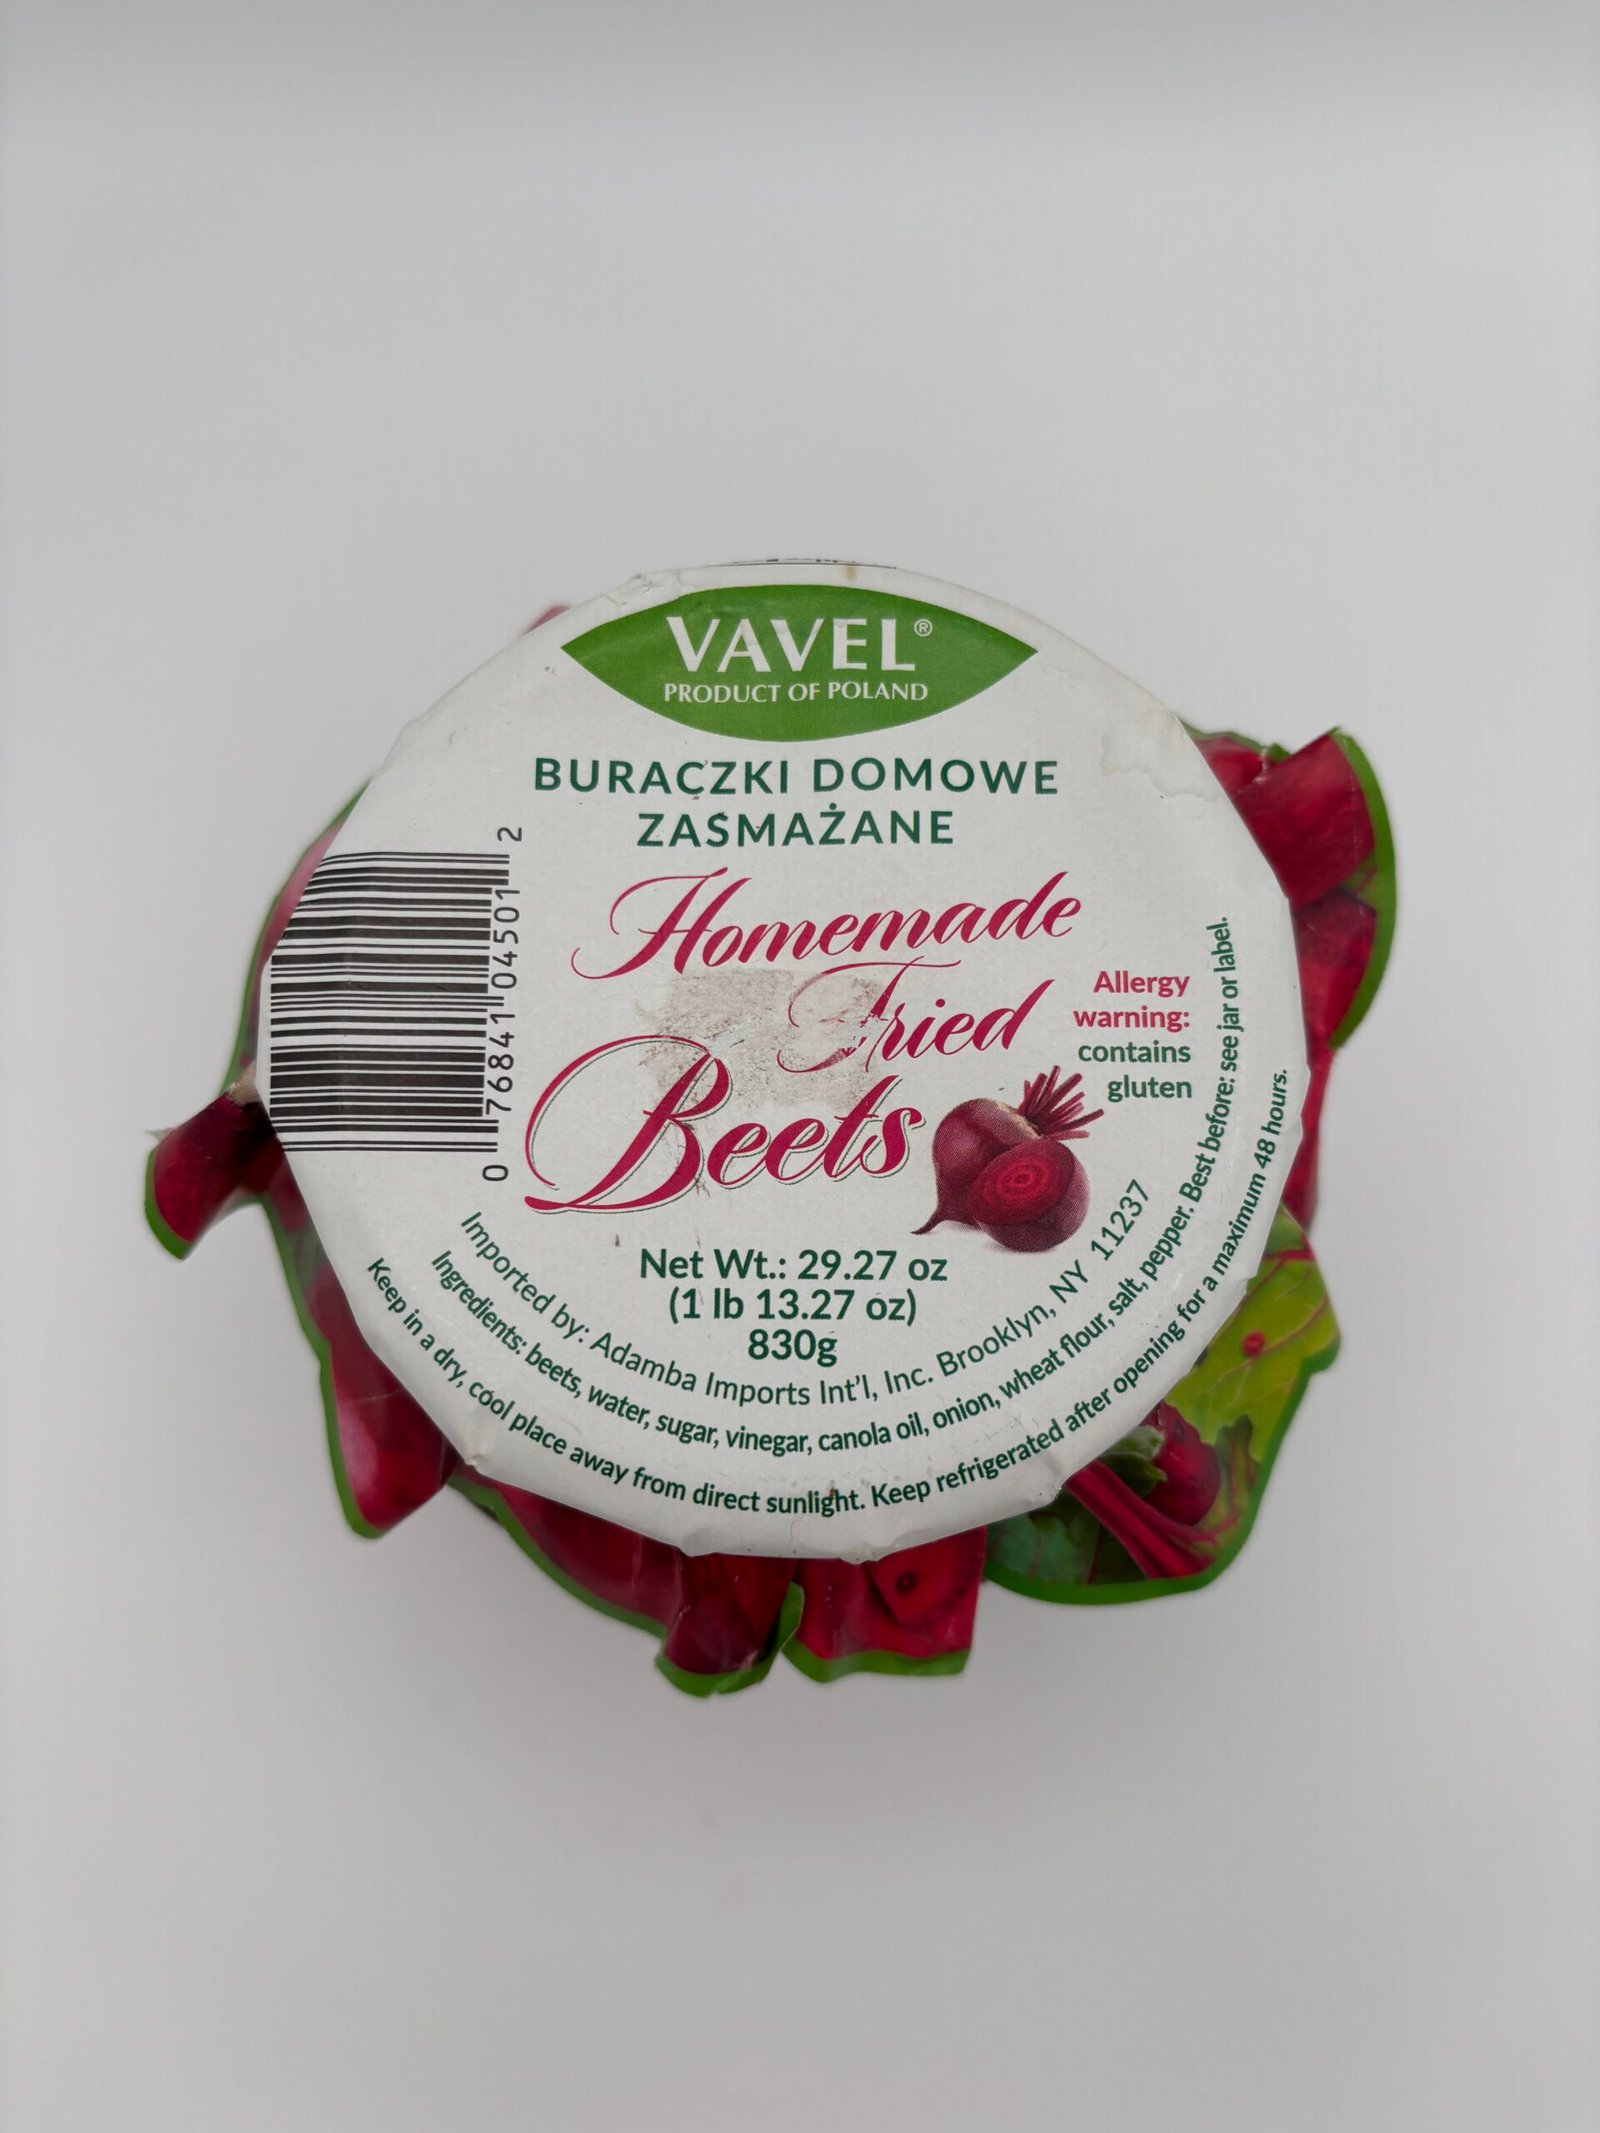 VAVEL®
PRODUCT OF POLAND
BURACZKI DOMOWE
ZASMAŻANE
Homemade
Fried
Beets
Allergy
warning:
contains
gluten
0 76841 04501 2
Net Wt.: 29.27 oz
(1 lb 13.27 oz)
830g
Imported by: Adamba Imports Int'l, Inc. Brooklyn, NY 11237
Ingredients: beets, water, sugar, vinegar, canola oil, onion, wheat flour, salt, pepper. Best before: see jar or label.
Keep in a dry, cool place away from direct sunlight. Keep refrigerated after opening for a maximum 48 hours.